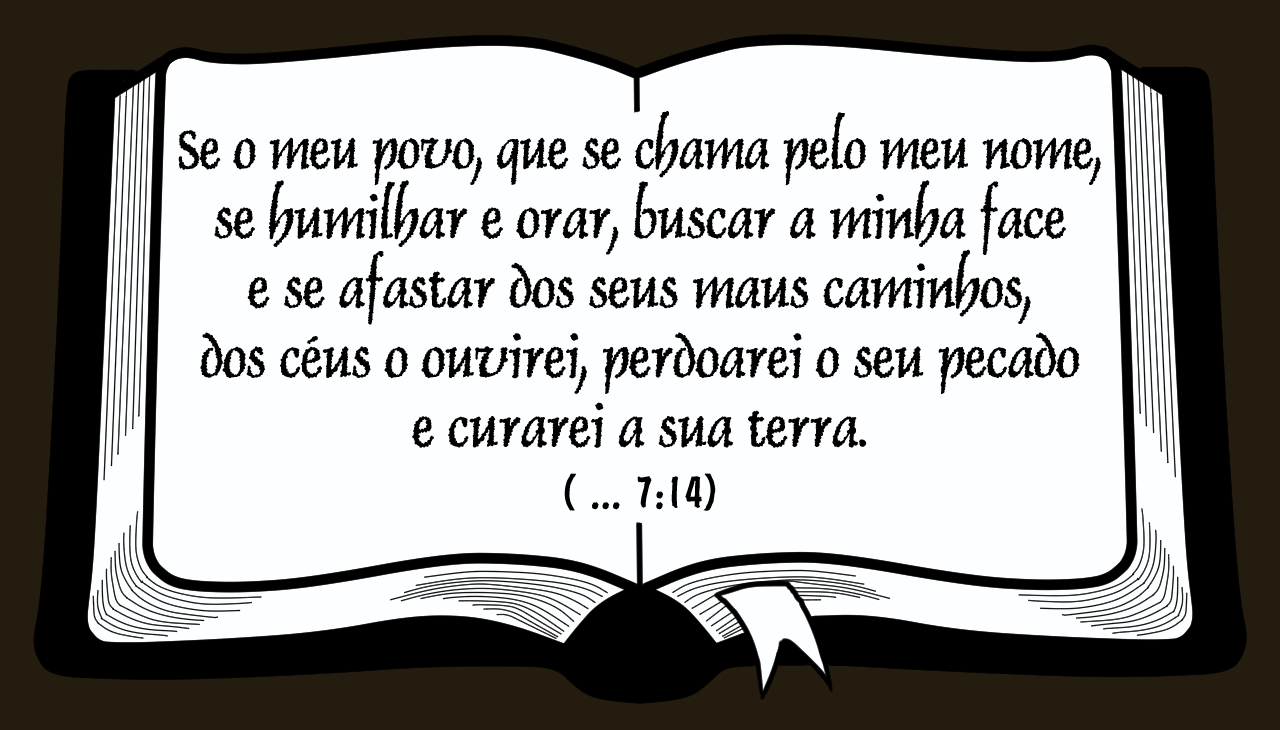 Se o meu povo, que se chama pelo meu nome,
se humilhar e orar, buscar a minha face
e se afastar dos seus maus caminhos,
dos céus o ouvirei, perdoarei o seu pecado
e curarei a sua terra.
( ... 7:14)